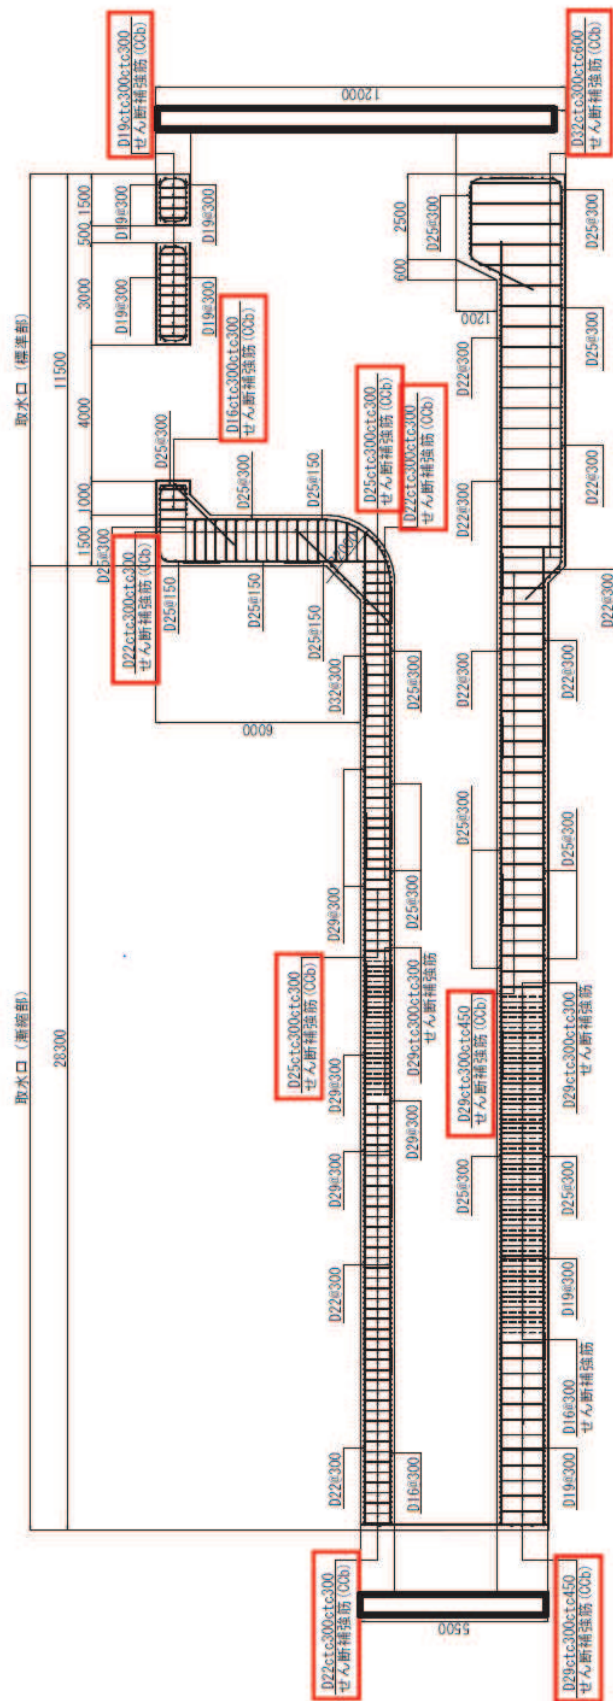 取水口（漸縮部）
28300
取水口（標準部）
11500
1500
1000
4000
3000
500
1500
D19ctc300ctc300
せん断補強筋(CCb)
D19@300
D19@300
D19@300
D19@300
12000
D16ctc300ctc300
せん断補強筋(CCb)
D25@300
D25@300
D25@150
D25@300
D22ctc300ctc300
せん断補強筋(CCb)
D25@150
D25@150
D25@150
D25ctc300ctc300
せん断補強筋(CCb)
D22ctc300ctc300
せん断補強筋(CCb)
6000
D22@300
D22@300
D29@300
D29@300
D29@300
D32@300
D25ctc300ctc300
せん断補強筋(CCb)
D16@300
D29@300
D29ctc300ctc300
せん断補強筋
D25@300
D25@300
D22ctc300ctc300
せん断補強筋(CCb)
5500
D29ctc300ctc450
せん断補強筋(CCb)
D29ctc300ctc450
せん断補強筋(CCb)
D25@300
D25@300
D22@300
D22@300
D22@300
1200
600
2500
D25@300
D19@300
D16@300
せん断補強筋
D19@300
D25@300
D29ctc300ctc300
せん断補強筋
D25@300
D22@300
D22@300
D22@300
D25@300
D25@300
D32ctc300ctc600
せん断補強筋(CCb)